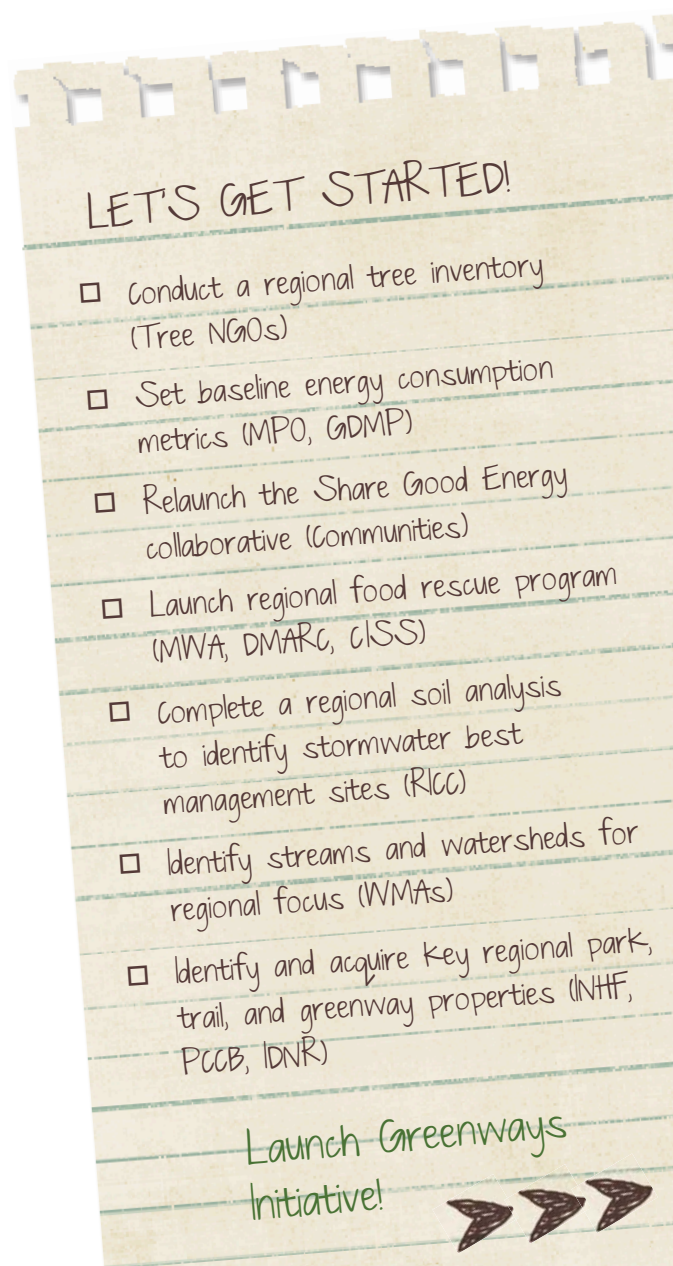 LET'S GET STARTED!
Conduct a regional tree inventory
(Tree NGOs)
Set baseline energy consumption
metrics (MPO, GDMP)
Relaunch the Share Good Energy
collaborative (Communities)
Launch regional food rescue program
(MWA, DMARC, CISS)
Complete a regional soil analysis
to identify stormwater best
management sites (RICC)
Identify streams and watersheds for
regional focus (WMAs)
Identify and acquire key regional park,
trail, and greenway properties (INHF,
PCCB, IDNR)
Launch Greenways
Initiative!